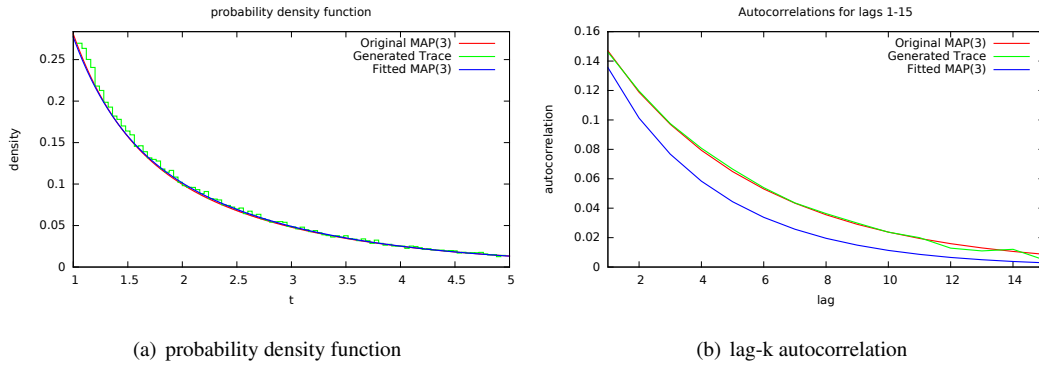 probability density function
Original MAP(3)
Generated Trace
Fitted MAP(3)
density
0.25
0.2
0.15
0.1
0.05
0
1 1.5 2 2.5 3 3.5 4 4.5 5
t
(a) probability density function
Autocorrelations for lags 1-15
Original MAP(3)
Generated Trace
Fitted MAP(3)
autocorrelation
0.16
0.14
0.12
0.1
0.08
0.06
0.04
0.02
0
2 4 6 8 10 12 14
lag
(b) lag-k autocorrelation